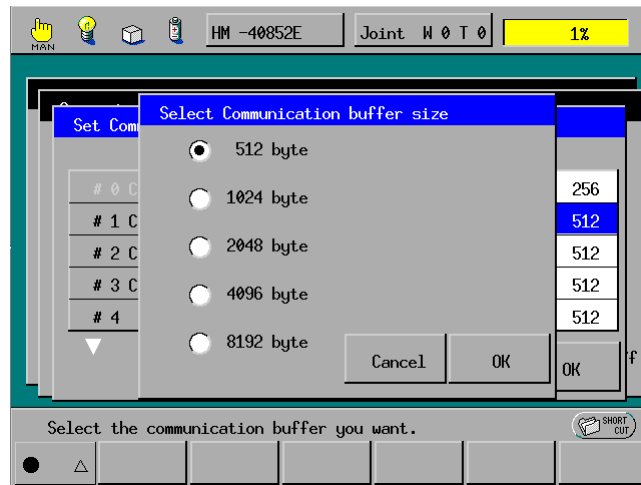 MAN
HM -40852E
Joint W 0 T 0
1%
Select Communication buffer size
Set Com
512 byte
# 0 C
256
1024 byte
# 1 C
512
2048 byte
# 2 C
512
4096 byte
# 3 C
512
# 4
512
8192 byte
Cancel
OK
OK
f
Select the communication buffer you want.
SHORT
CUT